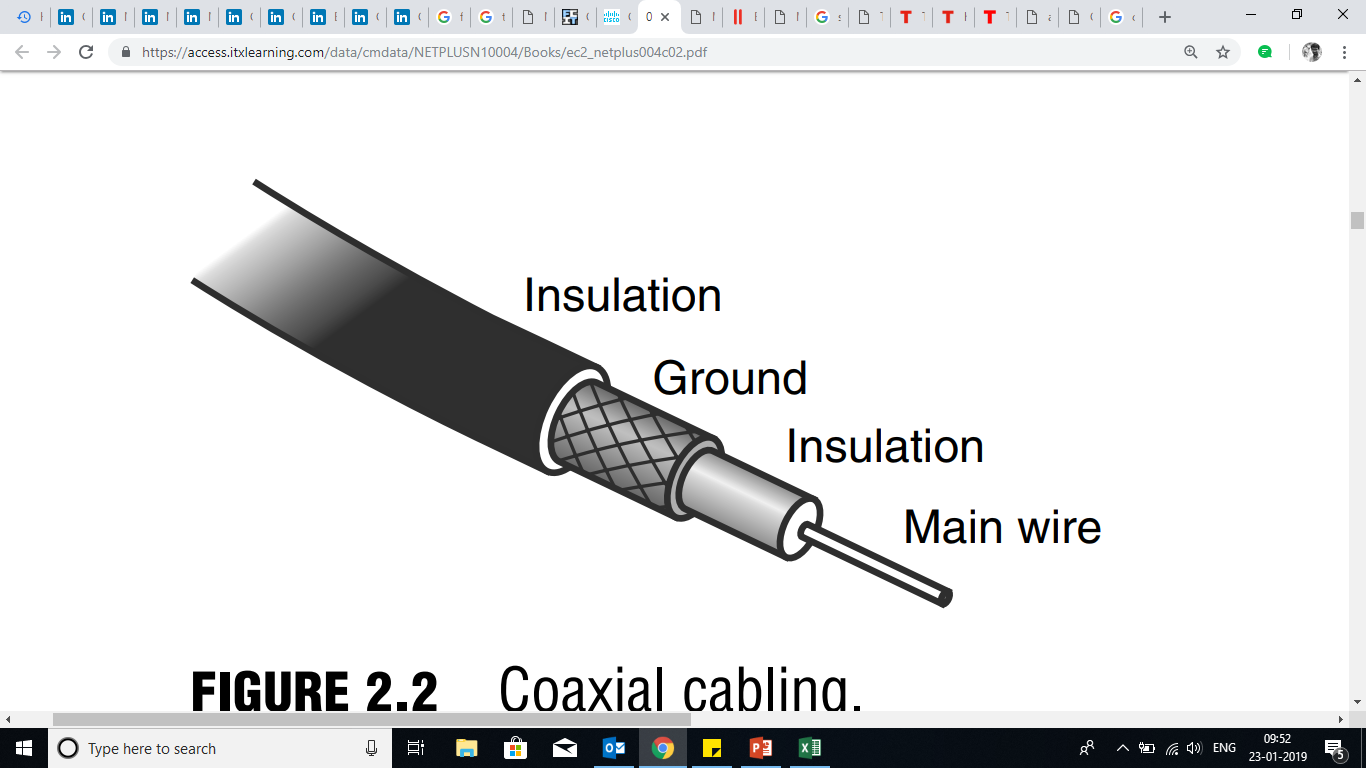 https://access.itxlearning.com/data/cmdata/NETPLUSN10004/Books/ec2_netplus004c02.pdf
Insulation
Ground
Insulation
Main wire
FIGURE 2.2 Coaxial cabling.
Type here to search
ENG
09:52
23-01-2019
5